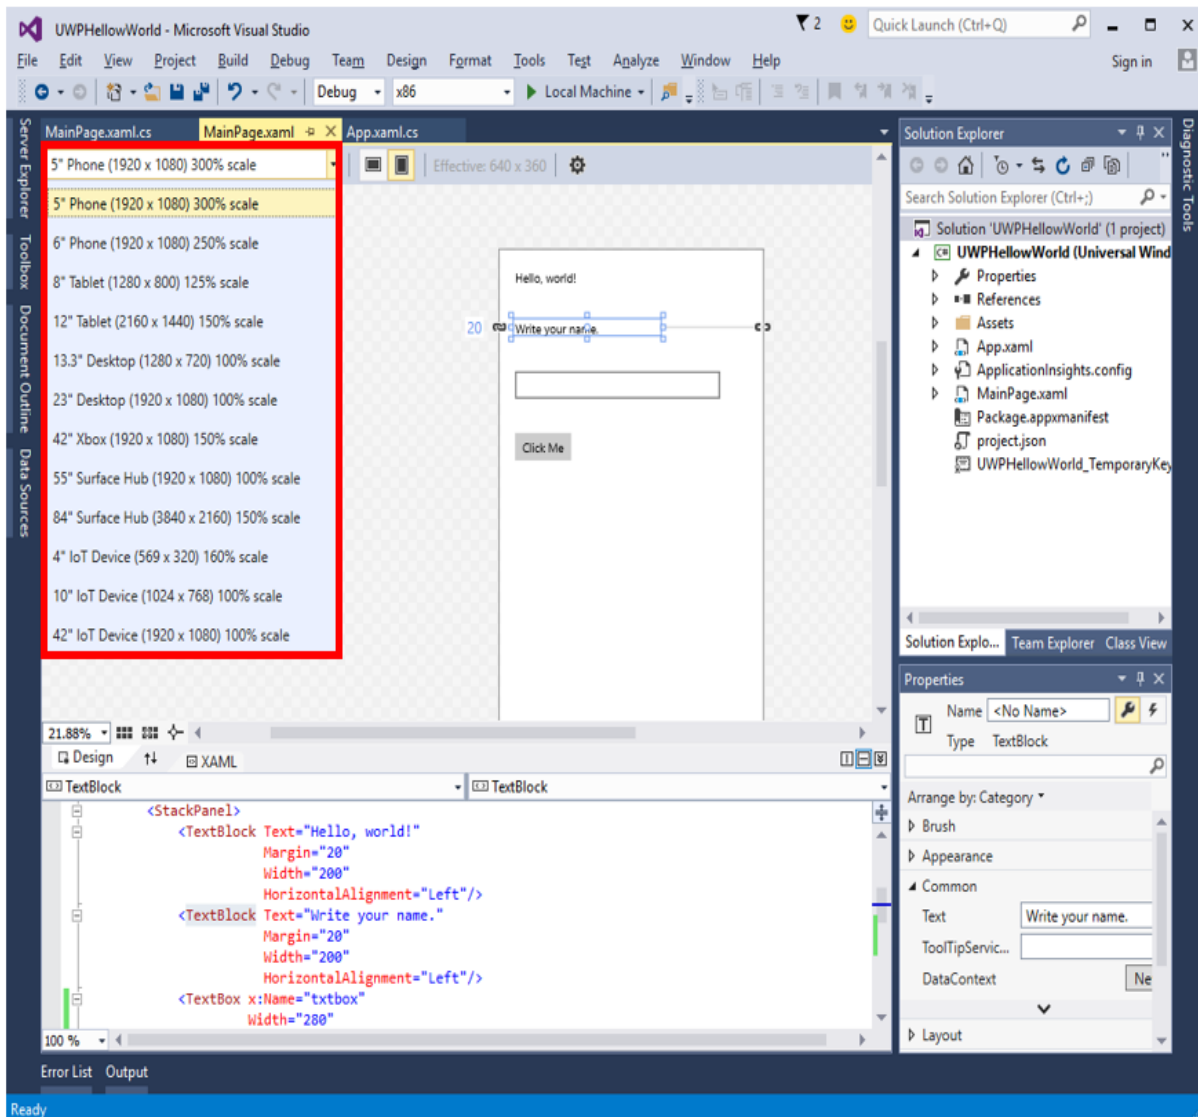 UWPHellowWorld - Microsoft Visual Studio
2
Quick Launch (Ctrl+Q)
File Edit View Project Build Debug Team Design Format Tools Test Analyze Window Help
Sign in
Debug x86 Local Machine
Server Explorer
Toolbox
Document Outline
Data Sources
MainPage.xaml.cs MainPage.xaml App.xaml.cs
5" Phone (1920 x 1080) 300% scale
Effective: 640 x 360
5" Phone (1920 x 1080) 300% scale
6" Phone (1920 x 1080) 250% scale
8" Tablet (1280 x 800) 125% scale
12" Tablet (2160 x 1440) 150% scale
13.3" Desktop (1280 x 720) 100% scale
23" Desktop (1920 x 1080) 100% scale
42" Xbox (1920 x 1080) 150% scale
55" Surface Hub (1920 x 1080) 100% scale
84" Surface Hub (3840 x 2160) 150% scale
4" IoT Device (569 x 320) 160% scale
10" IoT Device (1024 x 768) 100% scale
42" IoT Device (1920 x 1080) 100% scale
Hello, world!
20
Write your name.
Click Me
21.88%
Design XAML
TextBlock TextBlock
<StackPanel>
<TextBlock Text="Hello, world!"
Margin="20"
Width="200"
HorizontalAlignment="Left"/>
<TextBlock Text="Write your name."
Margin="20"
Width="200"
HorizontalAlignment="Left"/>
<TextBox x:Name="txtbox"
Width="280"
100 %
Error List Output
Ready
Solution Explorer
Search Solution Explorer (Ctrl+;)
Solution 'UWPHellowWorld' (1 project)
C# UWPHellowWorld (Universal Wind
Properties
References
Assets
App.xaml
ApplicationInsights.config
MainPage.xaml
Package.appxmanifest
project.json
UWPHellowWorld_TemporaryKey
Solution Explo... Team Explorer Class View
Properties
Name <No Name>
Type TextBlock
Arrange by: Category
Brush
Appearance
Common
Text Write your name.
ToolTipServic...
DataContext Ne
Layout
Diagnostic Tools